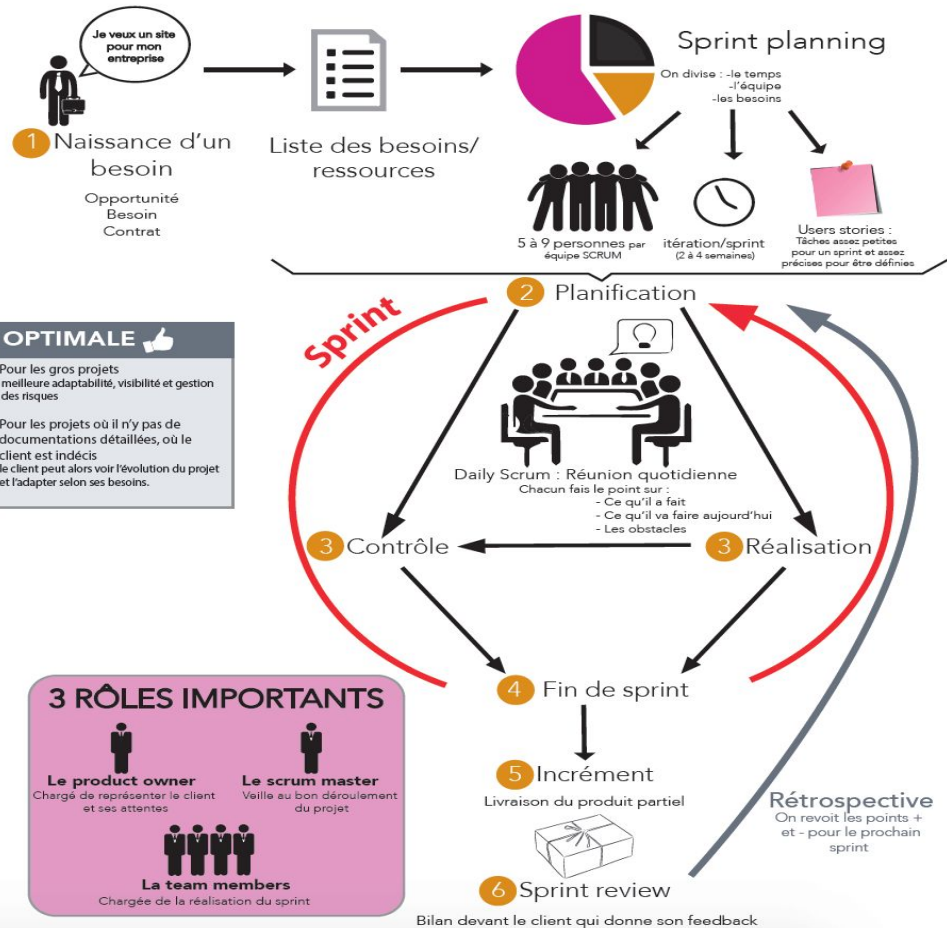 Je veux un site
pour mon
entreprise
1 Naissance d'un
besoin
Opportunité
Besoin
Contrat
Liste des besoins/
ressources
Sprint planning
On divise : -le temps
-l'équipe
-les besoins
5 à 9 personnes par
équipe SCRUM
itération/sprint
(2 à 4 semaines)
Users stories :
Tâches assez petites
pour un sprint et assez
précises pour être définies
2 Planification
Sprint
OPTIMALE
Pour les gros projets
meilleure adaptabilité, visibilité et gestion
des risques
Pour les projets où il n'y pas de
documentations détaillées, où le
client est indécis
le client peut alors voir l'évolution du projet
et l'adapter selon ses besoins.
Daily Scrum : Réunion quotidienne
Chacun fais le point sur :
- Ce qu'il a fait
- Ce qu'il va faire aujourd'hui
- Les obstacles
3 Contrôle
3 Réalisation
4 Fin de sprint
5 Incrément
Livraison du produit partiel
6 Sprint review
Bilan devant le client qui donne son feedback
Rétrospective
On revoit les points +
et - pour le prochain
sprint
3 RÔLES IMPORTANTS
Le product owner
Chargé de représenter le client
et ses attentes
Le scrum master
Veille au bon déroulement
du projet
La team members
Chargée de la réalisation du sprint